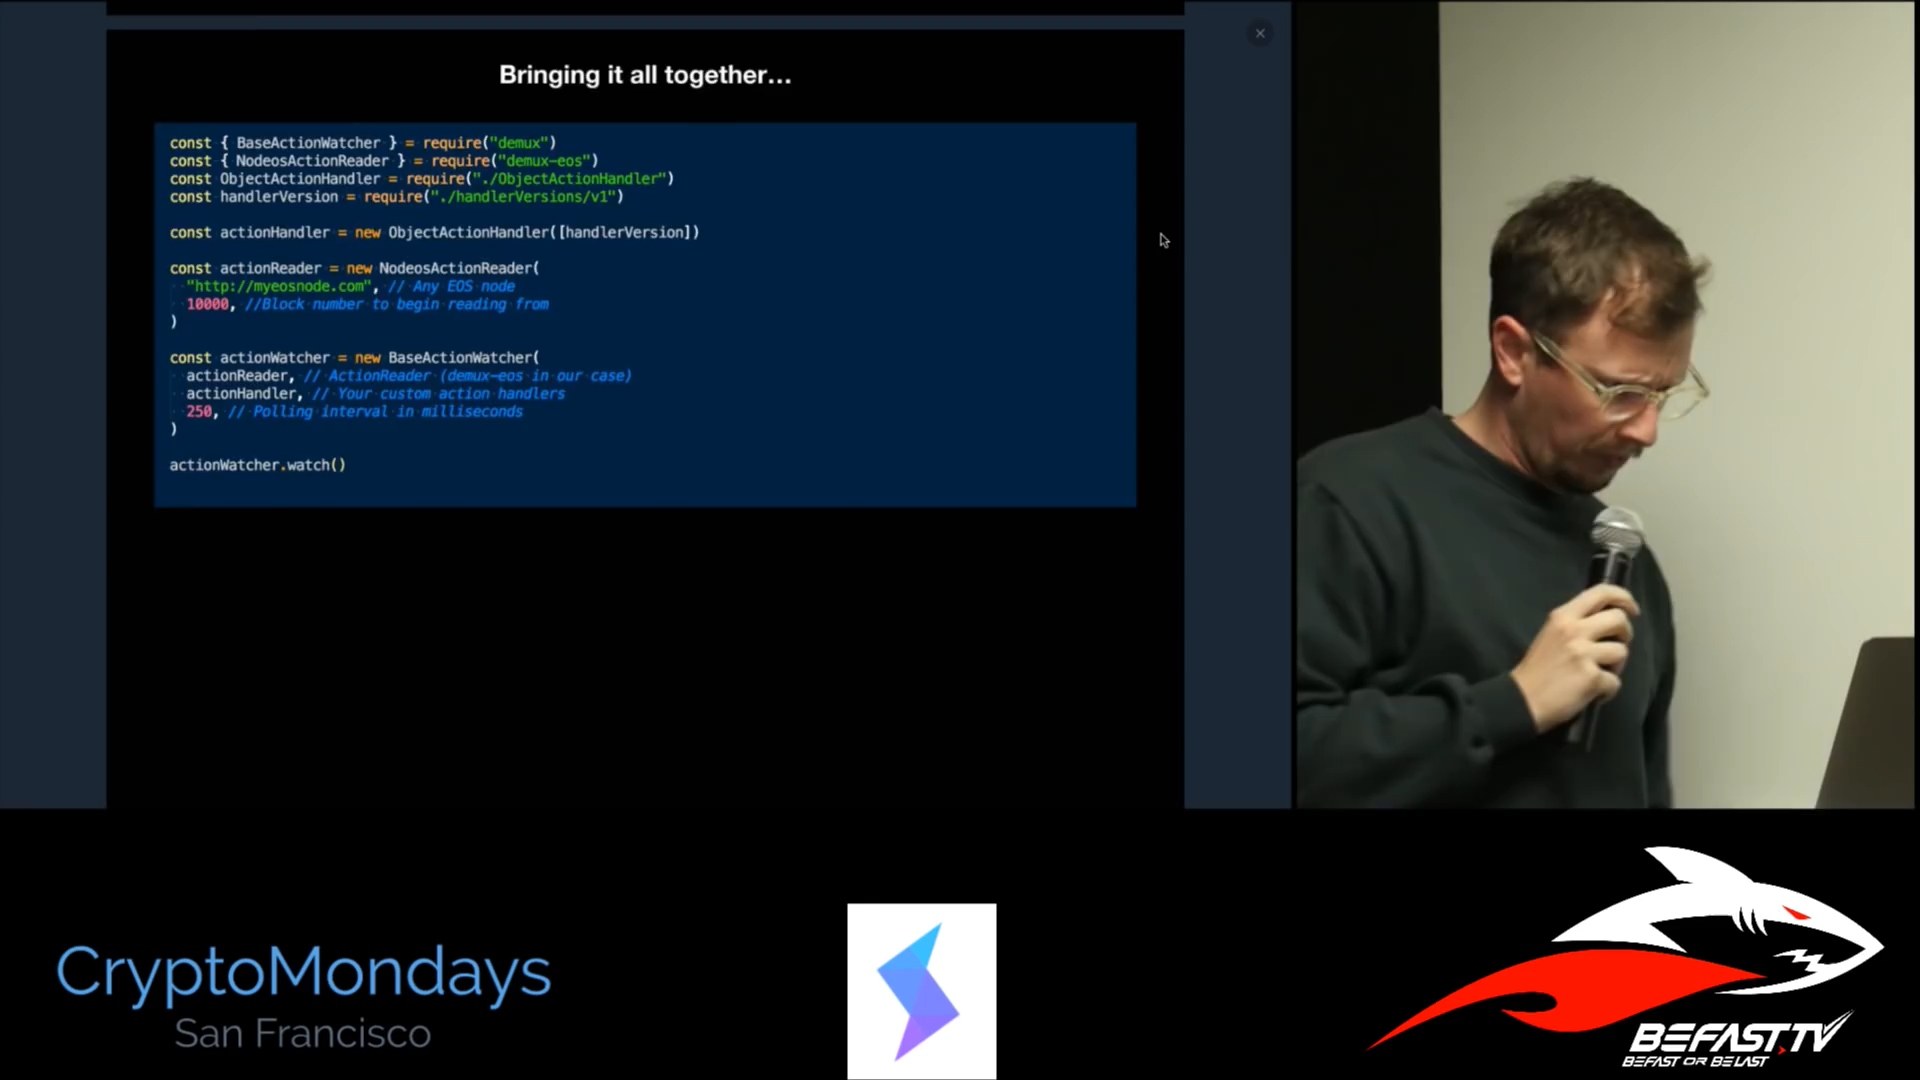 Bringing it all together...
const { BaseActionWatcher } = require("demux")
const { NodeosActionReader } = require("demux-eos")
const ObjectActionHandler = require("./ObjectActionHandler")
const handlerVersion = require("./handlerVersions/v1")
const actionHandler = new ObjectActionHandler([handlerVersion])
const actionReader = new NodeosActionReader(
"http://myeosnode.com", // Any EOS node
10000, //Block number to begin reading from
)
const actionWatcher = new BaseActionWatcher(
actionReader, // ActionReader (demux-eos in our case)
actionHandler, // Your custom action handlers
250, // Polling interval in milliseconds
)
actionWatcher.watch()
CryptoMondays
San Francisco
BEFAST.TV
BEFAST OR BE LAST